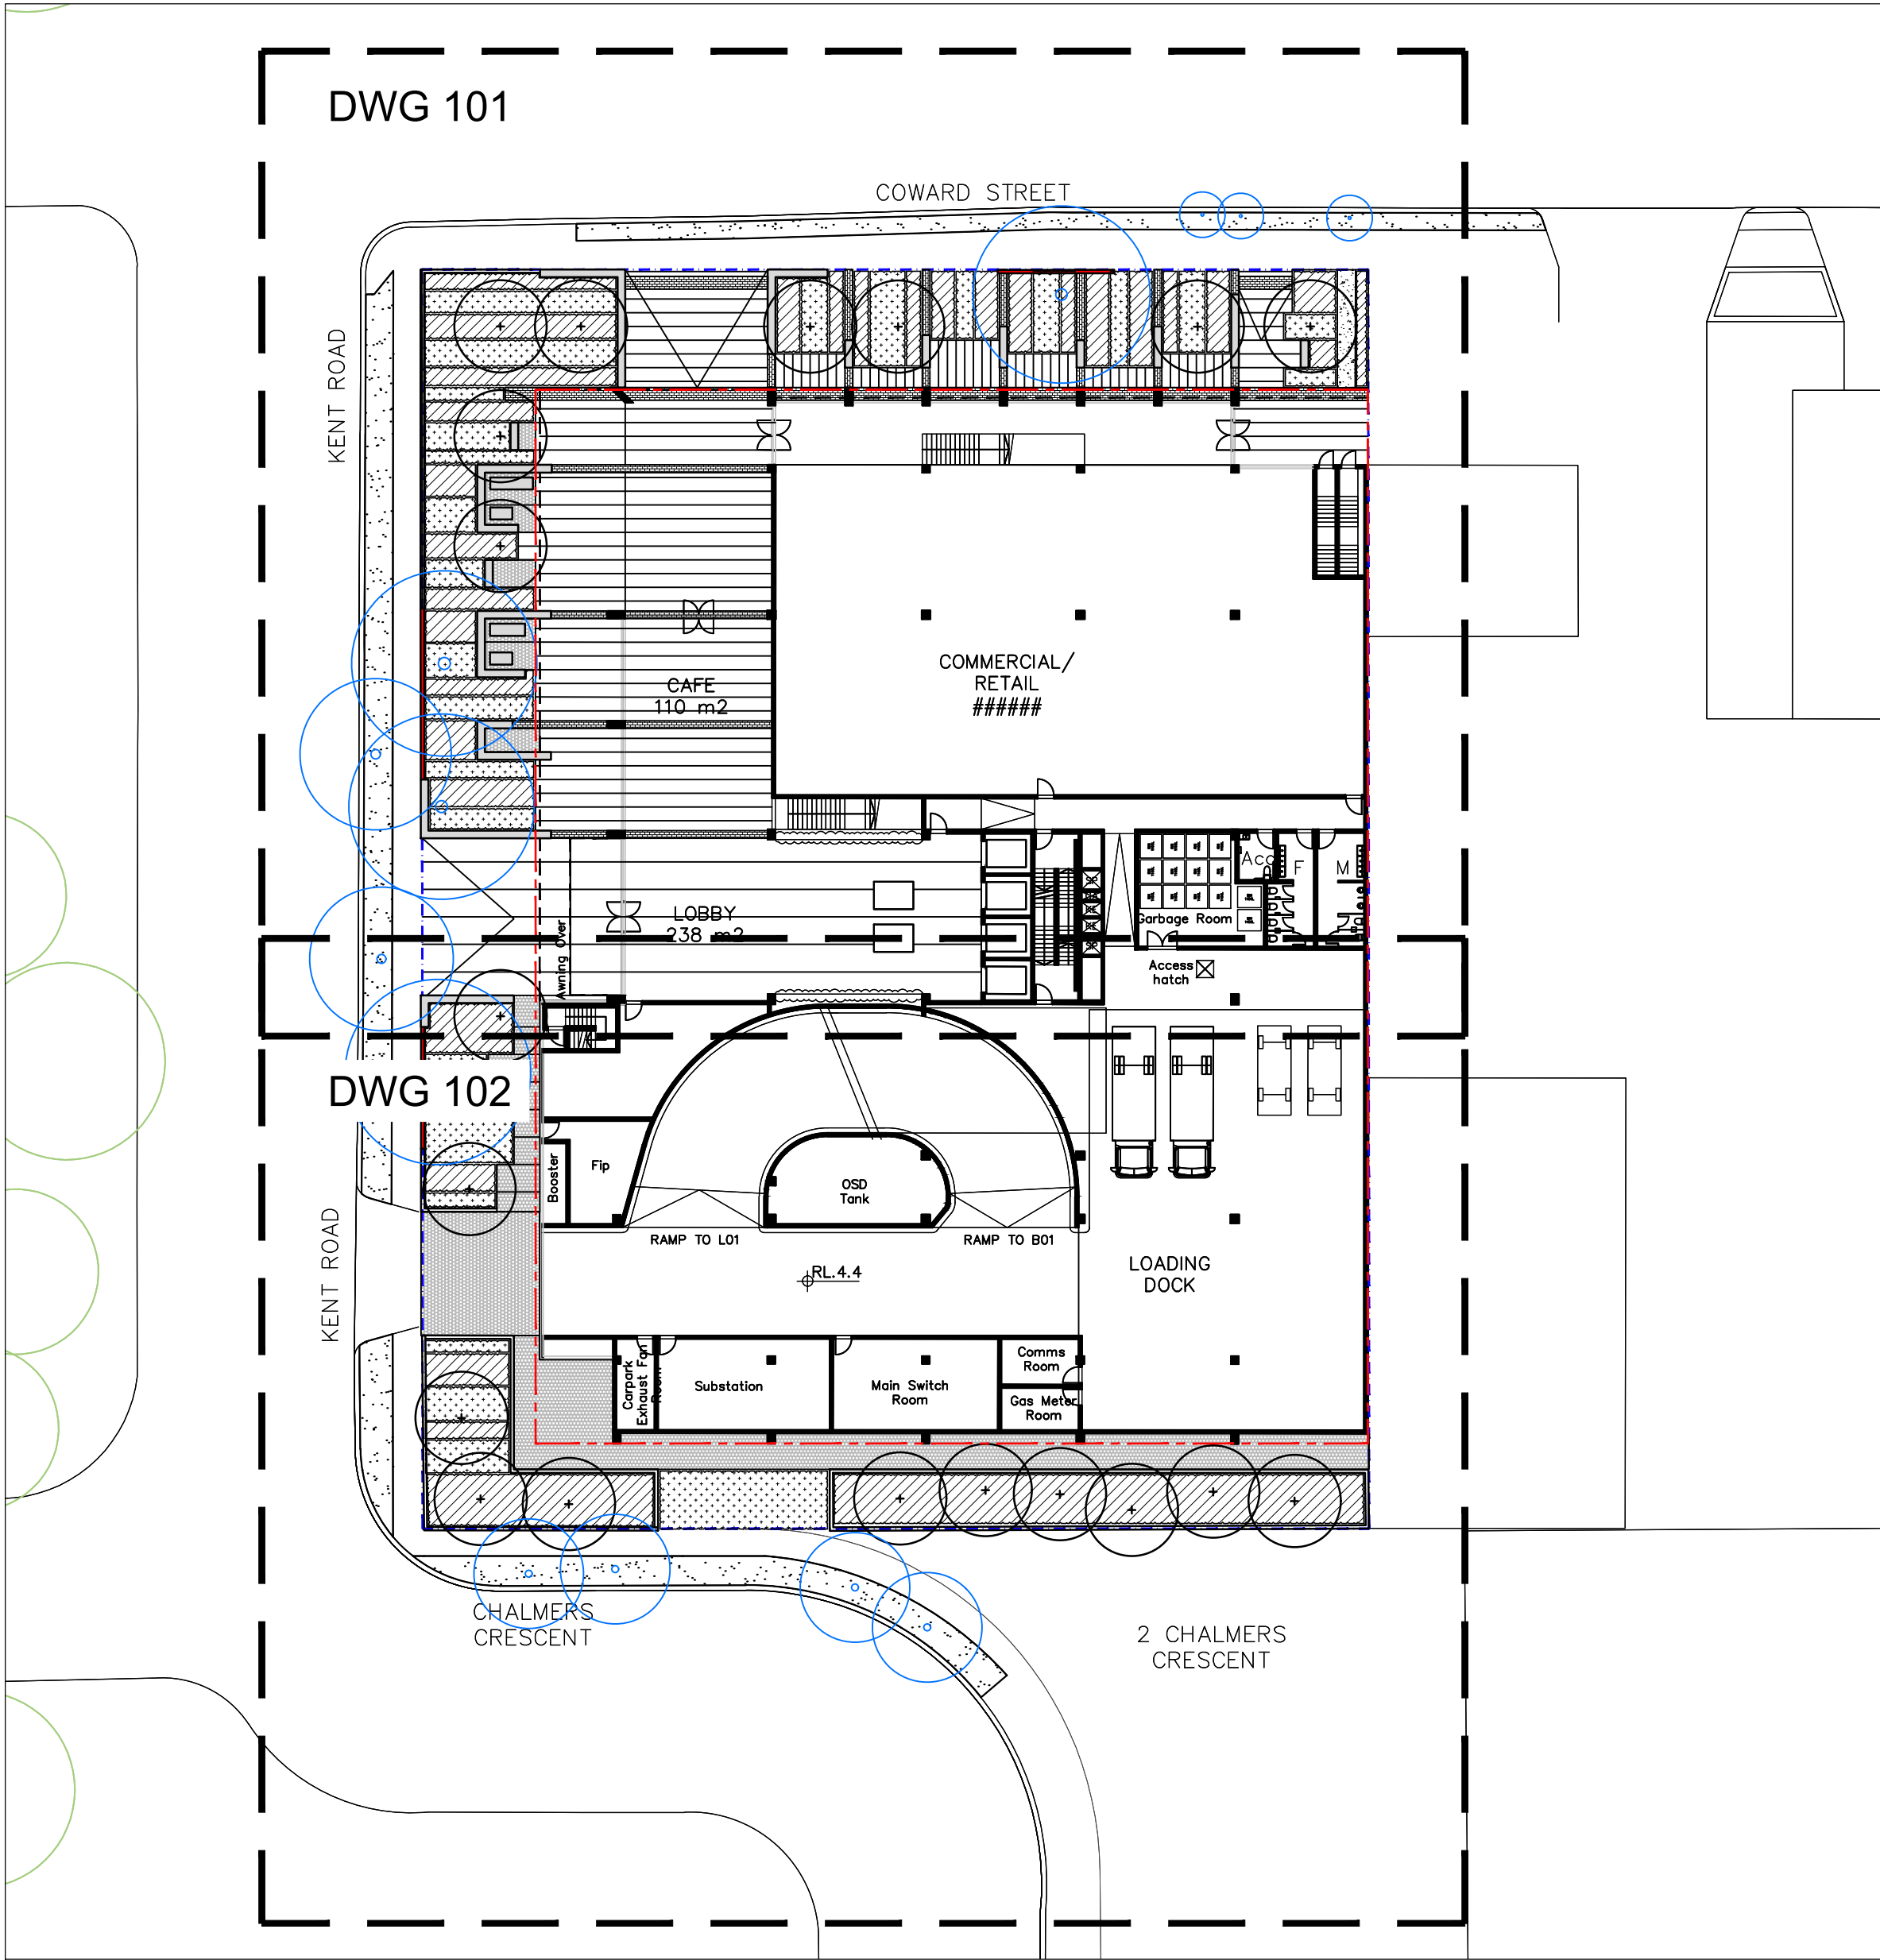 DWG 101
COWARD STREET
KENT ROAD
COMMERCIAL/
RETAIL
######
CAFE
110 m2
Acc
F
M
LOBBY
238 m2
Garbage Room
Awning Over
Access
hatch
DWG 102
Booster
Fip
OSD
Tank
KENT ROAD
RAMP TO L01
RAMP TO B01
RL.4.4
LOADING
DOCK
Carpark
Exhaust Fan
Room
Substation
Main Switch
Room
Comms
Room
Gas Meter
Room
CHALMERS
CRESCENT
2 CHALMERS
CRESCENT